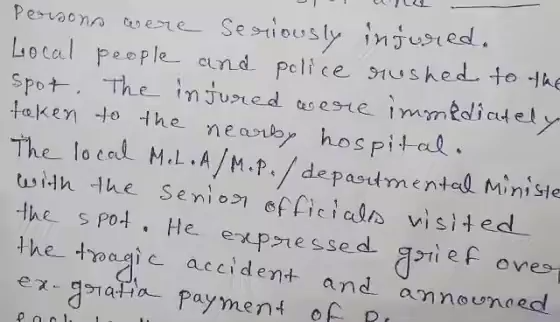 Persons were seriously injured.
Local people and police rushed to the
spot. The injured were immediately
taken to the nearby hospital.
The local M.L.A/M.P./departmental Ministe
with the senior officials visited
the spot. He expressed grief over
the tragic accident and announced
ex-gratia payment of